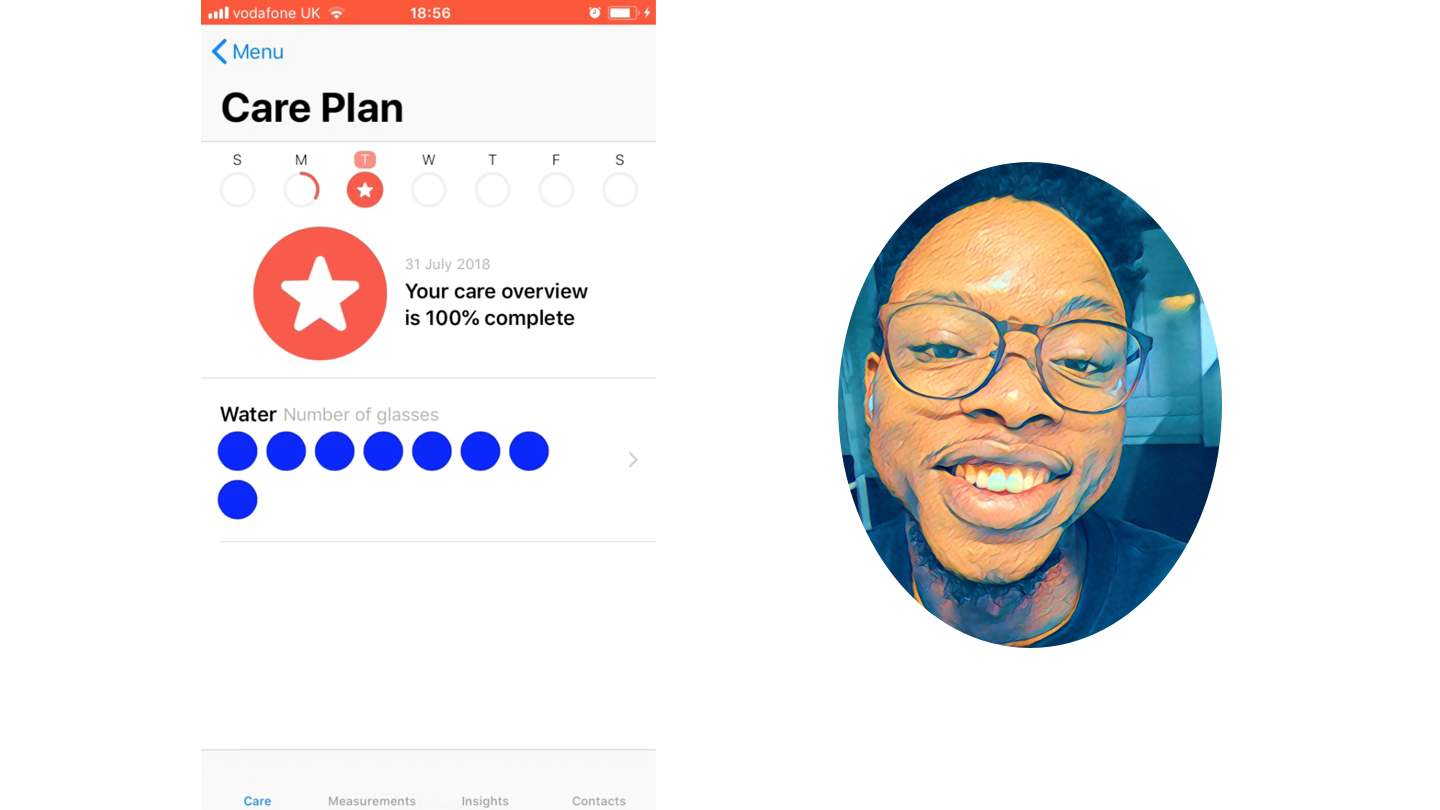 vodafone UK 18:56
Menu
Care Plan
S M T W T F S
31 July 2018
Your care overview
is 100% complete
Water Number of glasses
Care Measurements Insights Contacts